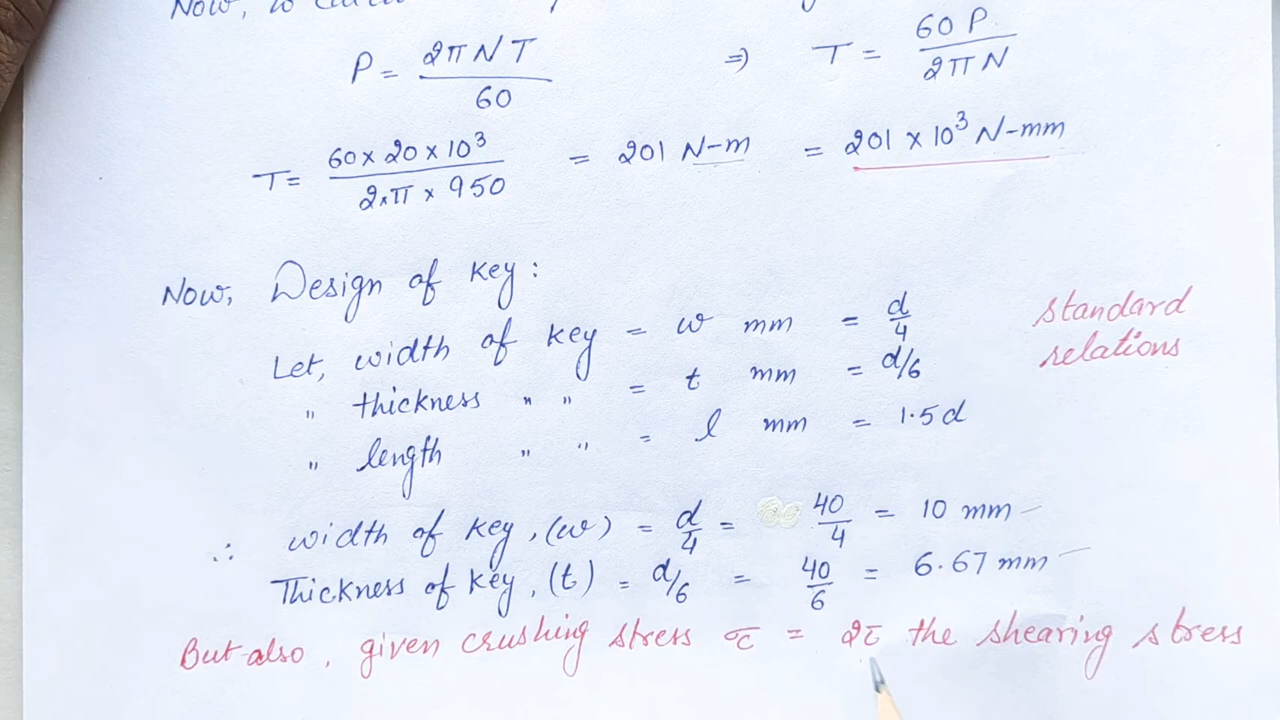 Now, to
P = 2πNT/60 ⇒ T = 60 P/2πN
T = 60 x 20 x 10³/2 x π x 950 = 201 N-m = 201 x 10³ N-mm
Now, Design of key :
Let, width of key = w mm = d/4 standard
relations
" thickness " " = t mm = d/6
" length " " = l mm = 1.5d
∴ width of key, (w) = d/4 = 40/4 = 10 mm
Thickness of key, (t) = d/6 = 40/6 = 6.67 mm
But also, given crushing stress σc = 2τ the shearing stress